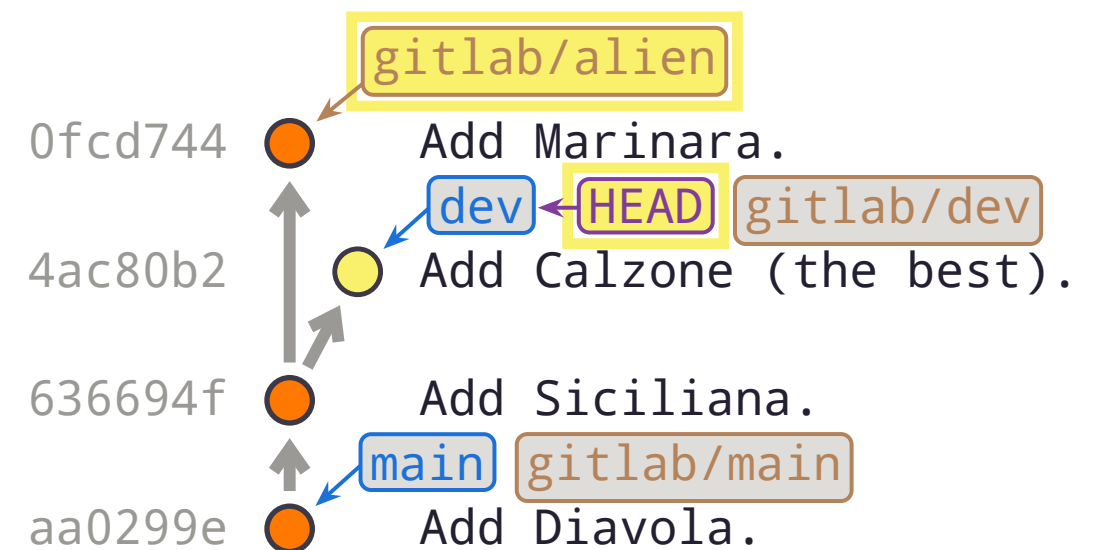 gitlab/alien
0fcd744 Add Marinara.
dev HEAD gitlab/dev
4ac80b2 Add Calzone (the best).
636694f Add Siciliana.
main gitlab/main
aa0299e Add Diavola.